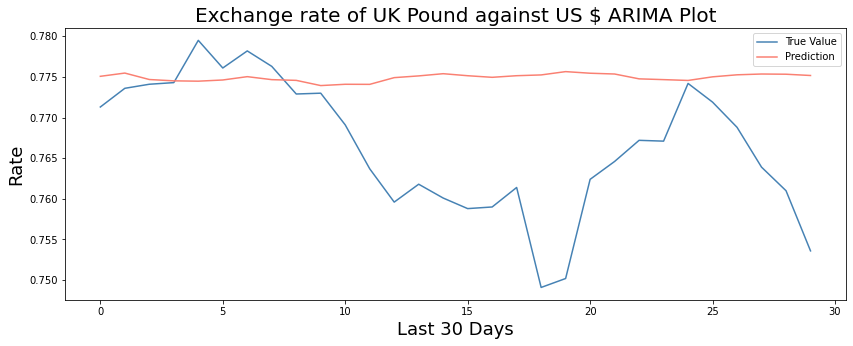 Exchange rate of UK Pound against US $ ARIMA Plot
True Value
Prediction
0.780
0.775
0.770
0.765
0.760
0.755
0.750
Rate
0 5 10 15 20 25 30
Last 30 Days